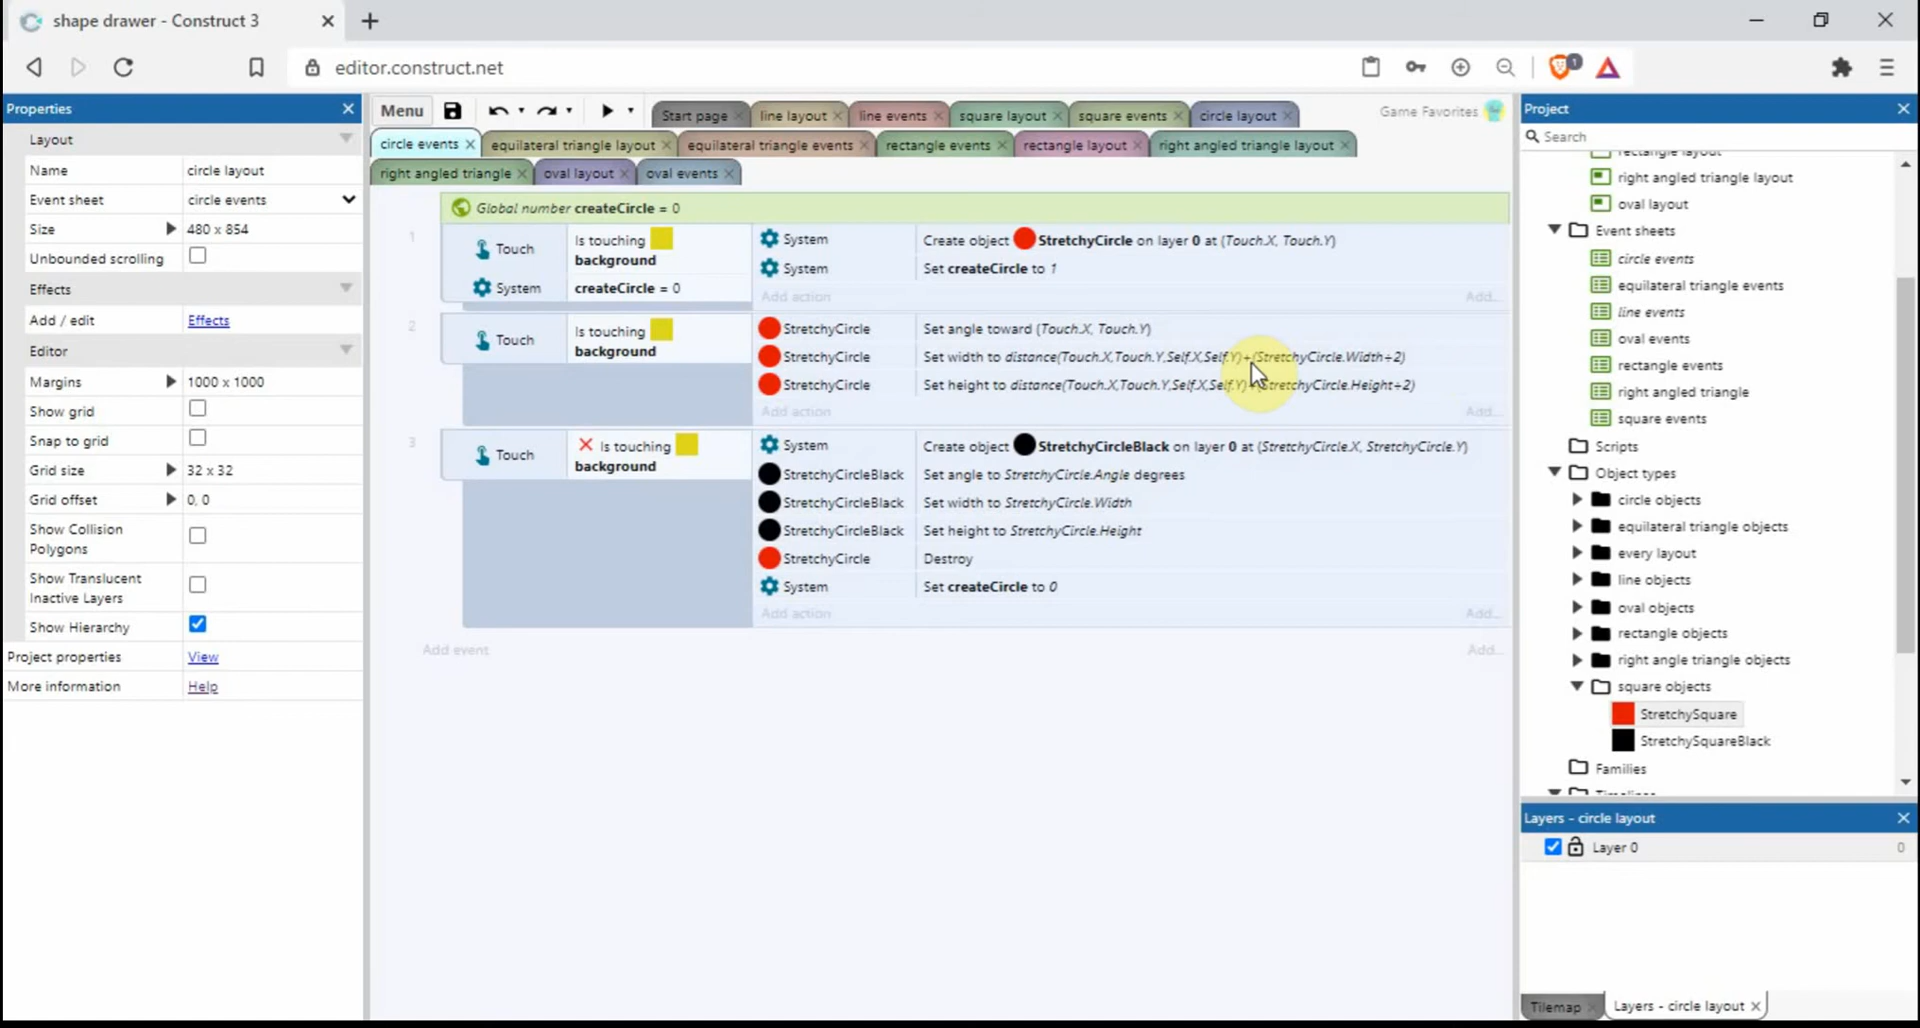 shape drawer - Construct 3
editor.construct.net
1
Properties
Layout
Name circle layout
Event sheet circle events
Size 480 x 854
Unbounded scrolling
Effects
Add / edit Effects
Editor
Margins 1000 x 1000
Show grid
Snap to grid
Grid size 32 x 32
Grid offset 0, 0
Show Collision
Polygons
Show Translucent
Inactive Layers
Show Hierarchy
Project properties View
More information Help
Menu
Start page line layout line events square layout square events circle layout
Game Favorites
circle events equilateral triangle layout equilateral triangle events rectangle events rectangle layout right angled triangle layout
right angled triangle oval layout oval events
Global number createCircle = 0
1
Touch Is touching background
System createCircle = 0
System Create object StretchyCircle on layer 0 at (Touch.X, Touch.Y)
System Set createCircle to 1
Add action Add...
2
Touch Is touching background
StretchyCircle Set angle toward (Touch.X, Touch.Y)
StretchyCircle Set width to distance(Touch.X,Touch.Y,Self.X,Self.Y)+(StretchyCircle.Width÷2)
StretchyCircle Set height to distance(Touch.X,Touch.Y,Self.X,Self.Y)+(StretchyCircle.Height÷2)
Add action Add...
3
Touch Is touching background
System Create object StretchyCircleBlack on layer 0 at (StretchyCircle.X, StretchyCircle.Y)
StretchyCircleBlack Set angle to StretchyCircle.Angle degrees
StretchyCircleBlack Set width to StretchyCircle.Width
StretchyCircleBlack Set height to StretchyCircle.Height
StretchyCircle Destroy
System Set createCircle to 0
Add action Add...
Add event Add...
Project
Search
rectangle layout
right angled triangle layout
oval layout
Event sheets
circle events
equilateral triangle events
line events
oval events
rectangle events
right angled triangle
square events
Scripts
Object types
circle objects
equilateral triangle objects
every layout
line objects
oval objects
rectangle objects
right angle triangle objects
square objects
StretchySquare
StretchySquareBlack
Families
Timelines
Layers - circle layout
Layer 0 0
Tilemap Layers - circle layout